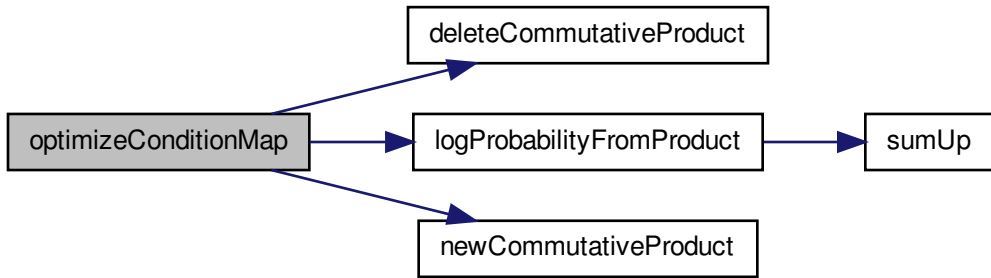 deleteCommutativeProduct
optimizeConditionMap
logProbabilityFromProduct
sumUp
newCommutativeProduct